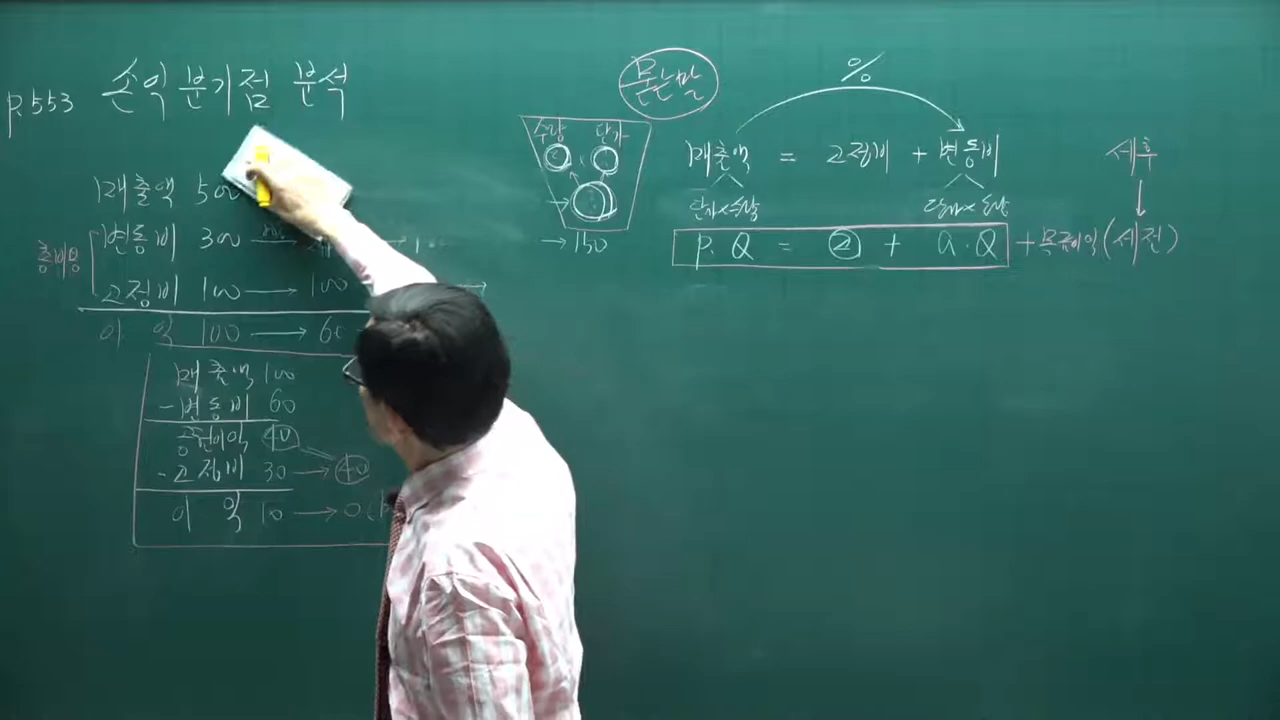 P.553 손익분기점 분석
매출액 500
총비용
변동비 300
고정비 100 → 100
이 익 100 → 60
매출액 100
-변동비 60
공헌이익 40
-고정비 30 → 40
이 익 10 → 0
수량 단가
×
→ 150
묻는말
%
매출액 = 고정비 + 변동비
단가×수량
단가×수량
P.Q = 고 + a.Q + 목표이익(세전)
세후